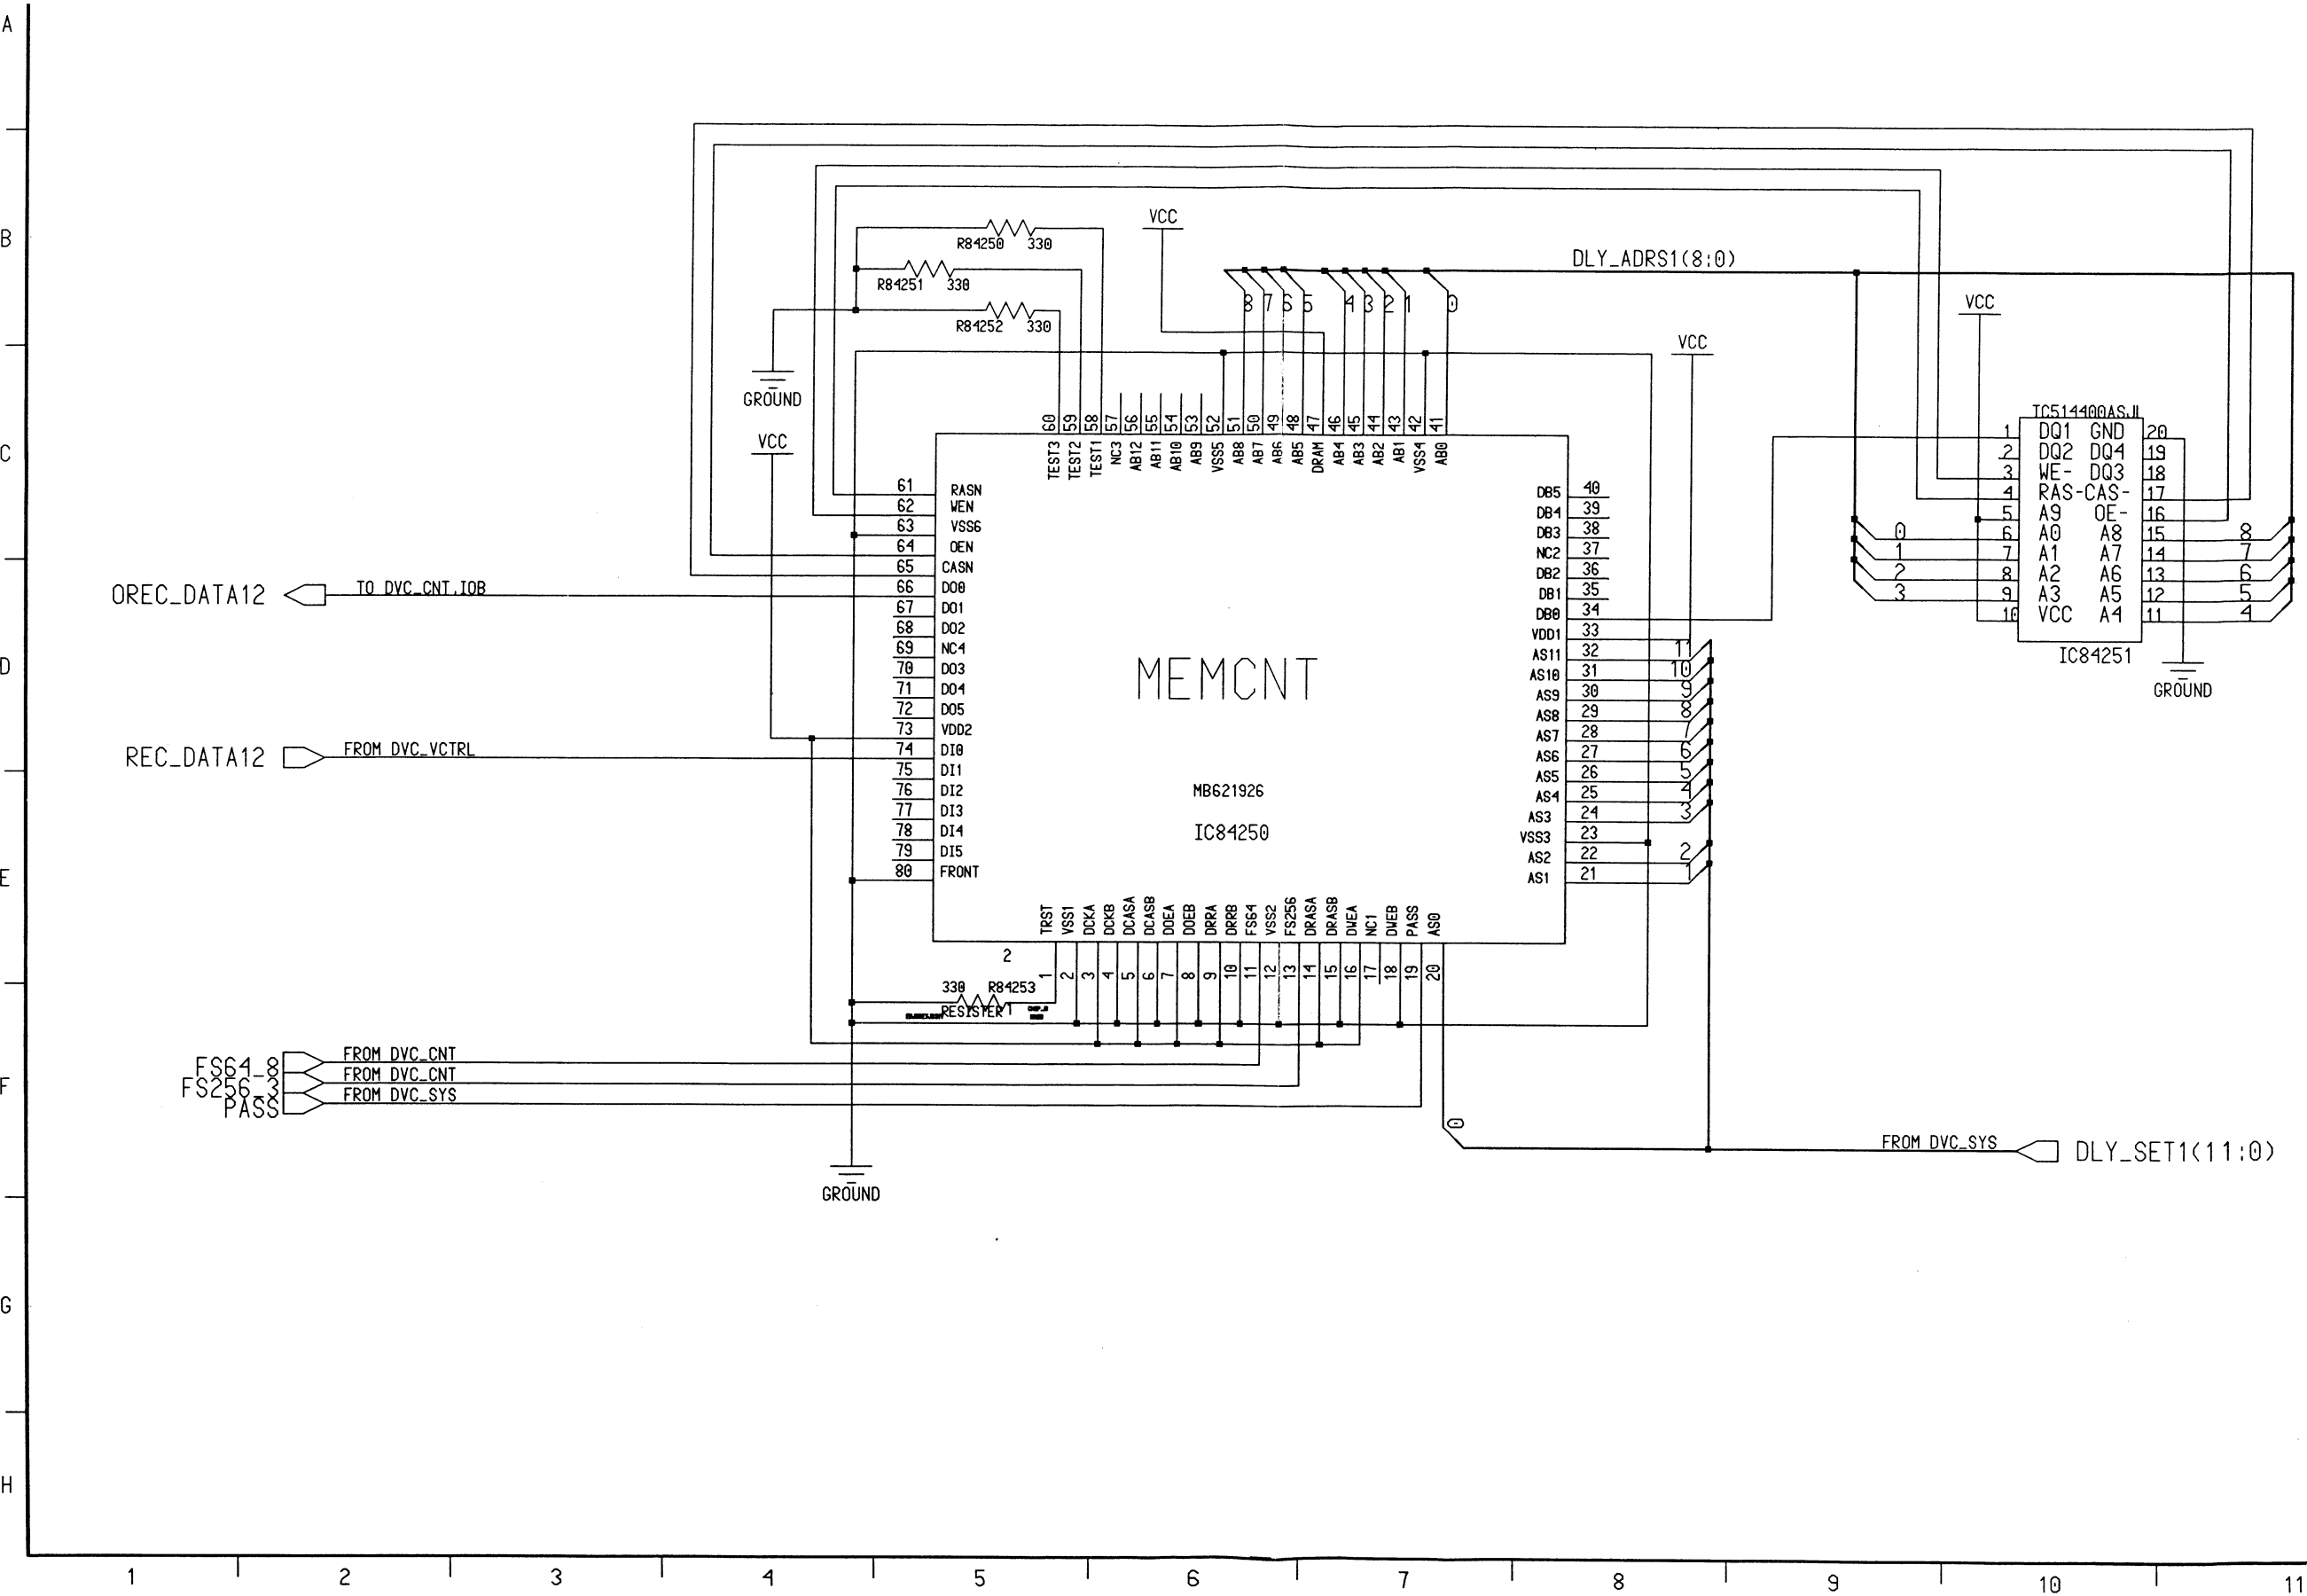 A
B
C
D
E
F
G
H
VCC
R84250 330
R84251 330
R84252 330
GROUND
VCC
DLY_ADRS1(8:0)
8 7 6 5 4 3 2 1 0
VCC
VCC
60 59 58 57 56 55 54 53 52 51 50 49 48 47 46 45 44 43 42 41
TEST3 TEST2 TEST1 NC3 AB12 AB11 AB10 AB9 VSS5 AB8 AB7 AB6 AB5 DRAM AB4 AB3 AB2 AB1 VSS4 AB0
61 RASN
62 WEN
63 VSS6
64 OEN
65 CASN
66 DO0
67 DO1
68 DO2
69 NC4
70 DO3
71 DO4
72 DO5
73 VDD2
74 DI0
75 DI1
76 DI2
77 DI3
78 DI4
79 DI5
80 FRONT
OREC_DATA12 TO DVC_CNT.IOB
REC_DATA12 FROM DVC_VCTRL
MEMCNT
MB621926
IC84250
DB5 40
DB4 39
DB3 38
NC2 37
DB2 36
DB1 35
DB0 34
VDD1 33
AS11 32 11
AS10 31 10
AS9 30 9
AS8 29 8
AS7 28 7
AS6 27 6
AS5 26 5
AS4 25 4
AS3 24 3
VSS3 23
AS2 22 2
AS1 21 1
TC514400ASJL
1 DQ1 GND 20
2 DQ2 DQ4 19
3 WE- DQ3 18
4 RAS- CAS- 17
5 A9 OE- 16
0 6 A0 A8 15 8
1 7 A1 A7 14 7
2 8 A2 A6 13 6
3 9 A3 A5 12 5
10 VCC A4 11 4
IC84251
GROUND
TRST VSS1 DCKA DCKB DCASA DCASB DOEA DOEB DRRA DRRB FS64 VSS2 FS256 DRASA DRASB DWEA NC1 DWEB PASS AS0
1 2 3 4 5 6 7 8 9 10 11 12 13 14 15 16 17 18 19 20
2
330 R84253
RESISTER 1
FS64_8 FROM DVC_CNT
FS256_3 FROM DVC_CNT
PASS FROM DVC_SYS
0
FROM DVC_SYS DLY_SET1(11:0)
GROUND
1 2 3 4 5 6 7 8 9 10 11